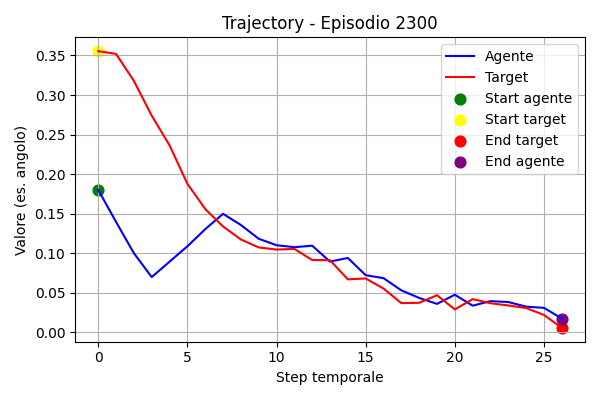 Trajectory - Episodio 2300
Valore (es. angolo)
0.35
0.30
0.25
0.20
0.15
0.10
0.05
0.00
Agente
Target
Start agente
Start target
End target
End agente
0 5 10 15 20 25
Step temporale